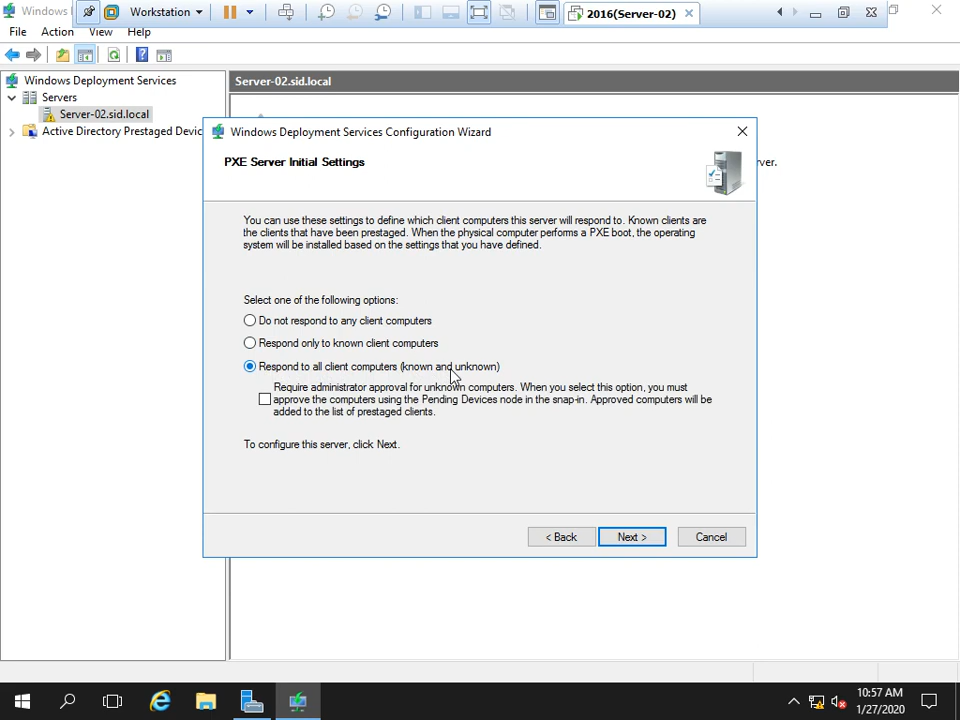 Windows
Workstation
2016(Server-02)
File Action View Help
Windows Deployment Services
Servers
Server-02.sid.local
Active Directory Prestaged Devic
Server-02.sid.local
ver.
Windows Deployment Services Configuration Wizard
PXE Server Initial Settings
You can use these settings to define which client computers this server will respond to. Known clients are
the clients that have been prestaged. When the physical computer performs a PXE boot, the operating
system will be installed based on the settings that you have defined.
Select one of the following options:
Do not respond to any client computers
Respond only to known client computers
Respond to all client computers (known and unknown)
Require administrator approval for unknown computers. When you select this option, you must
approve the computers using the Pending Devices node in the snap-in. Approved computers will be
added to the list of prestaged clients.
To configure this server, click Next.
< Back
Next >
Cancel
10:57 AM
1/27/2020